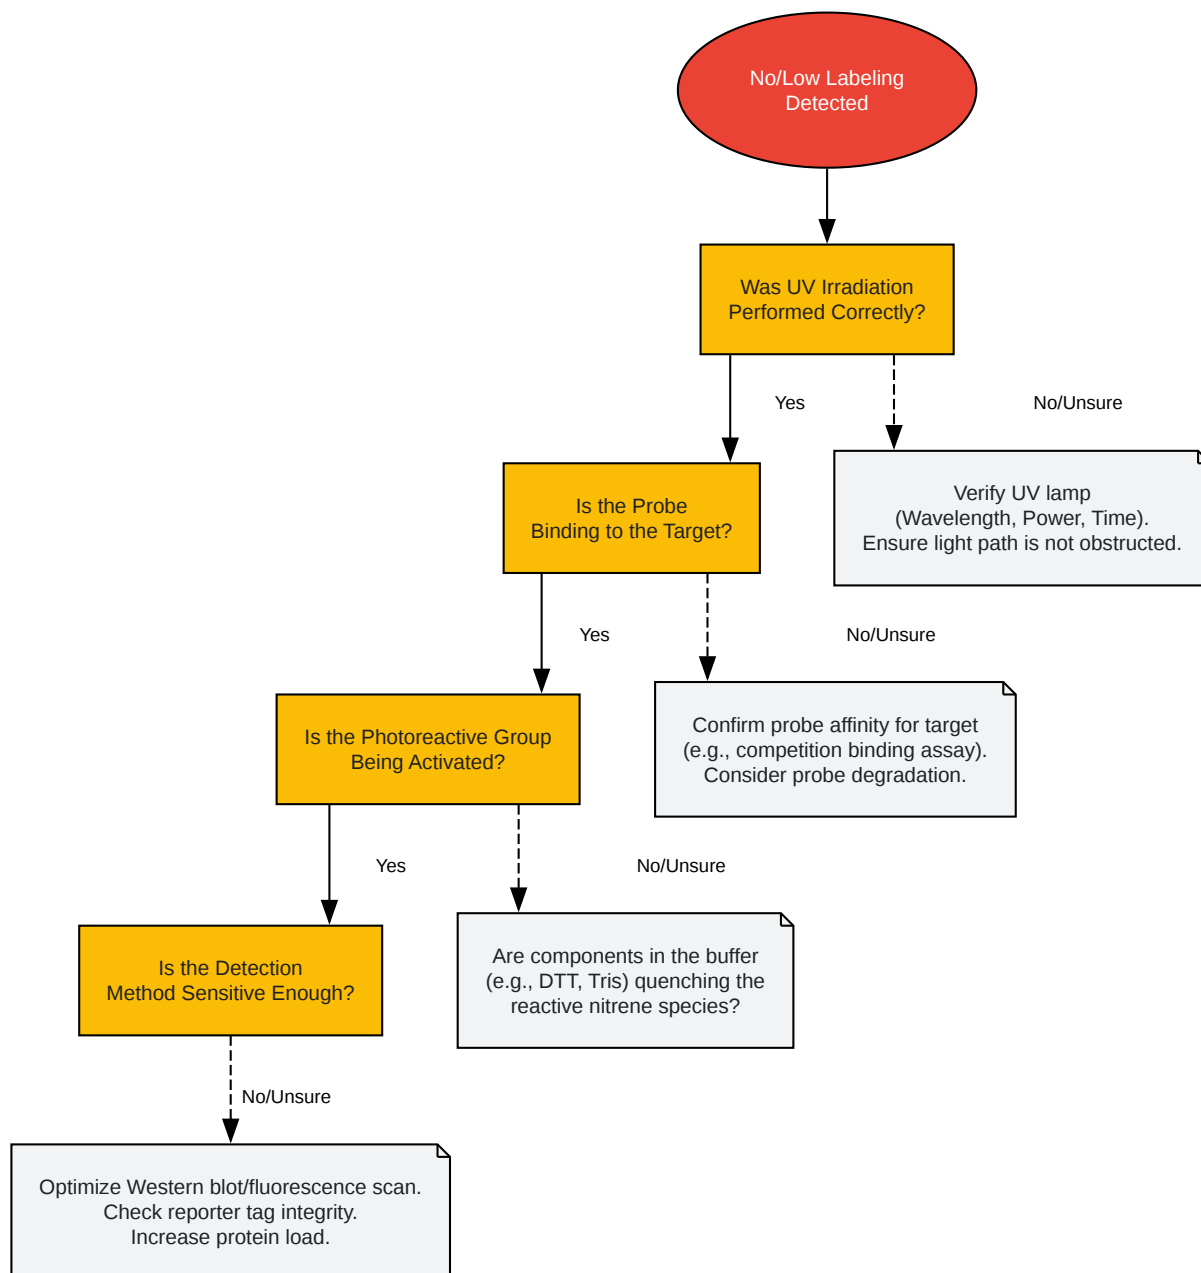 No/Low Labeling
Detected
Was UV Irradiation
Performed Correctly?
Yes
No/Unsure
Is the Probe
Binding to the Target?
Verify UV lamp
(Wavelength, Power, Time).
Ensure light path is not obstructed.
Yes
No/Unsure
Is the Photoreactive Group
Being Activated?
Confirm probe affinity for target
(e.g., competition binding assay).
Consider probe degradation.
Yes
No/Unsure
Is the Detection
Method Sensitive Enough?
Are components in the buffer
(e.g., DTT, Tris) quenching the
reactive nitrene species?
No/Unsure
Optimize Western blot/fluorescence scan.
Check reporter tag integrity.
Increase protein load.